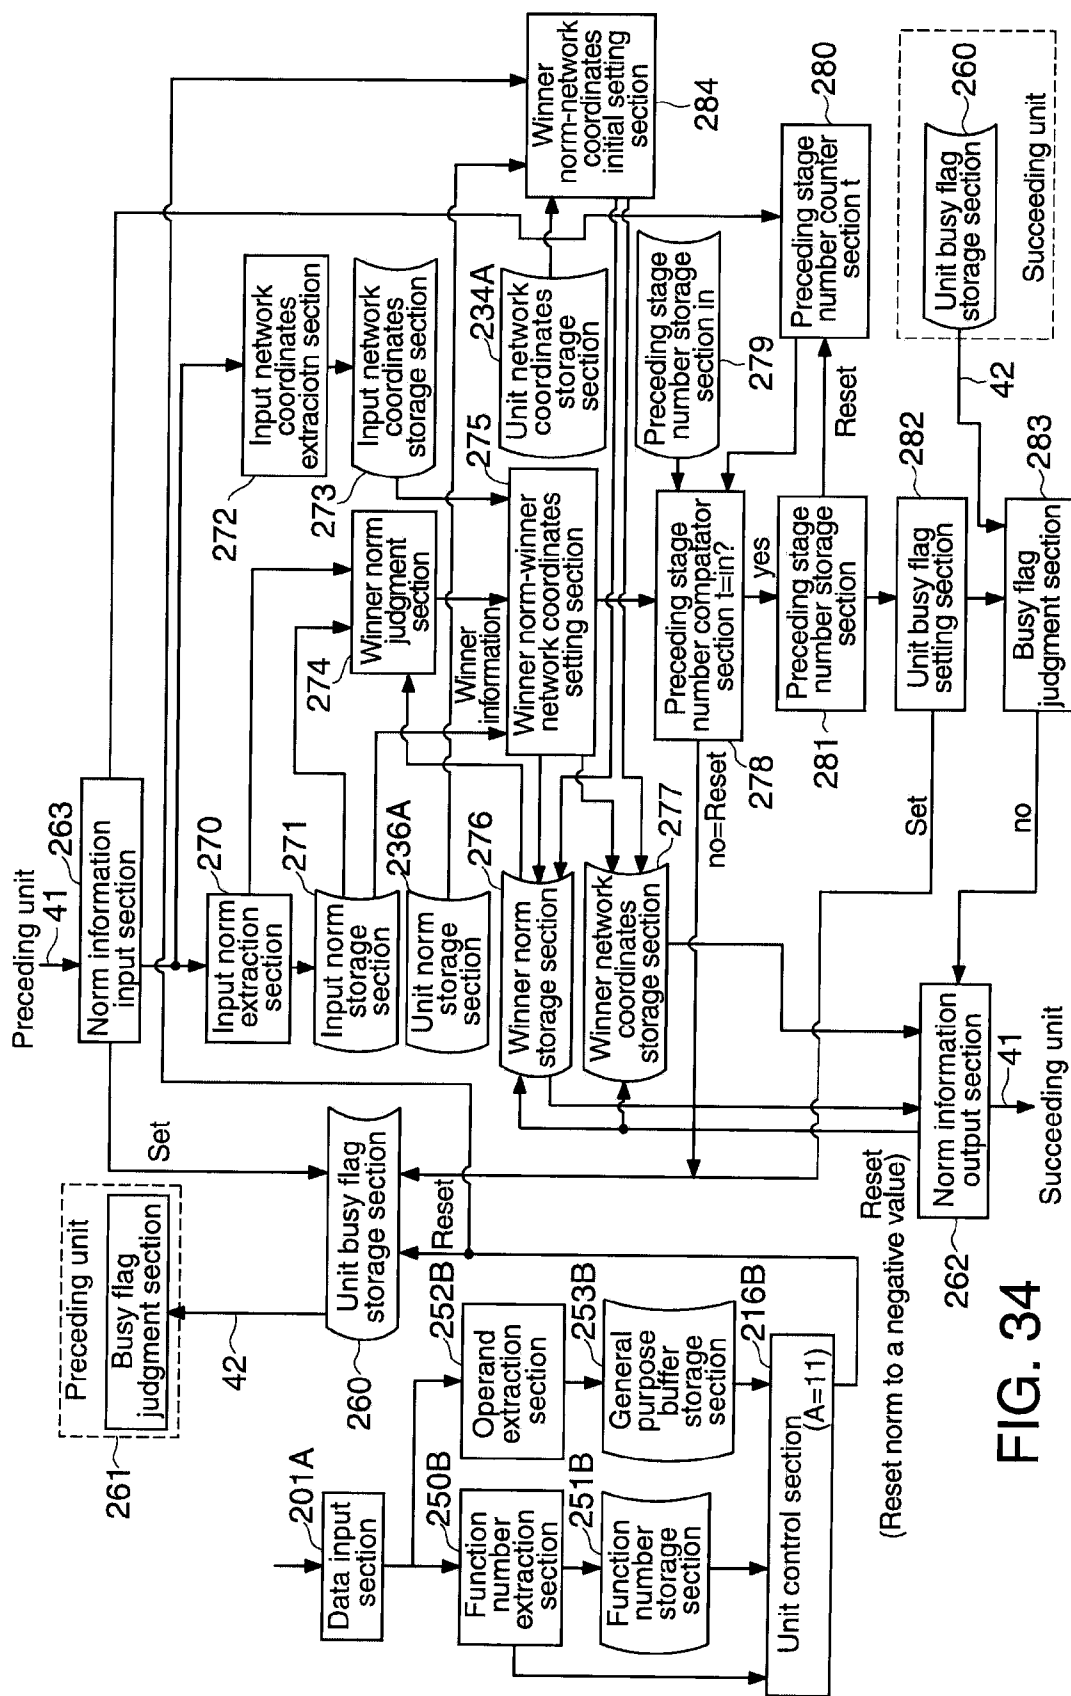 Preceding unit
41
Norm information
input section
263
Preceding unit
Busy flag
judgment section
261
42
Set
Unit busy flag
storage section
260
Reset
201A
Data input
section
250B
Function
number
extraction
section
252B
Operand
extraction
section
251B
Function
number
storage
section
253B
General
purpose
buffer
storage
section
216B
Unit control section
(A=11)
270
Input norm
extraction
section
271
Input norm
storage
section
236A
Unit norm
storage
section
272
Input network
coordinates
extraciotn section
273
Input network
coordinates
storage section
274
Winner norm
judgment
section
Winner
information
275
Winner norm-winner
network coordinates
setting section
276
Winner norm
storage section
277
Winner network
coordinates
storage section
234A
Unit network
coordinates
storage
section
Winner
norm-network
coordinates
initial setting
section
284
Preceding stage
number storage
section in
279
Preceding stage
number compatator
section t=in?
278
no=Reset
yes
280
Preceding stage
number counter
section t
Reset
Preceding stage
number storage
section
281
282
Unit busy flag
setting section
Set
283
Busy flag
judgment section
no
42
260
Unit busy flag
storage section
Succeeding unit
Reset
(Reset norm to a negative value)
Norm information
output section
262
41
Succeeding unit
FIG. 34